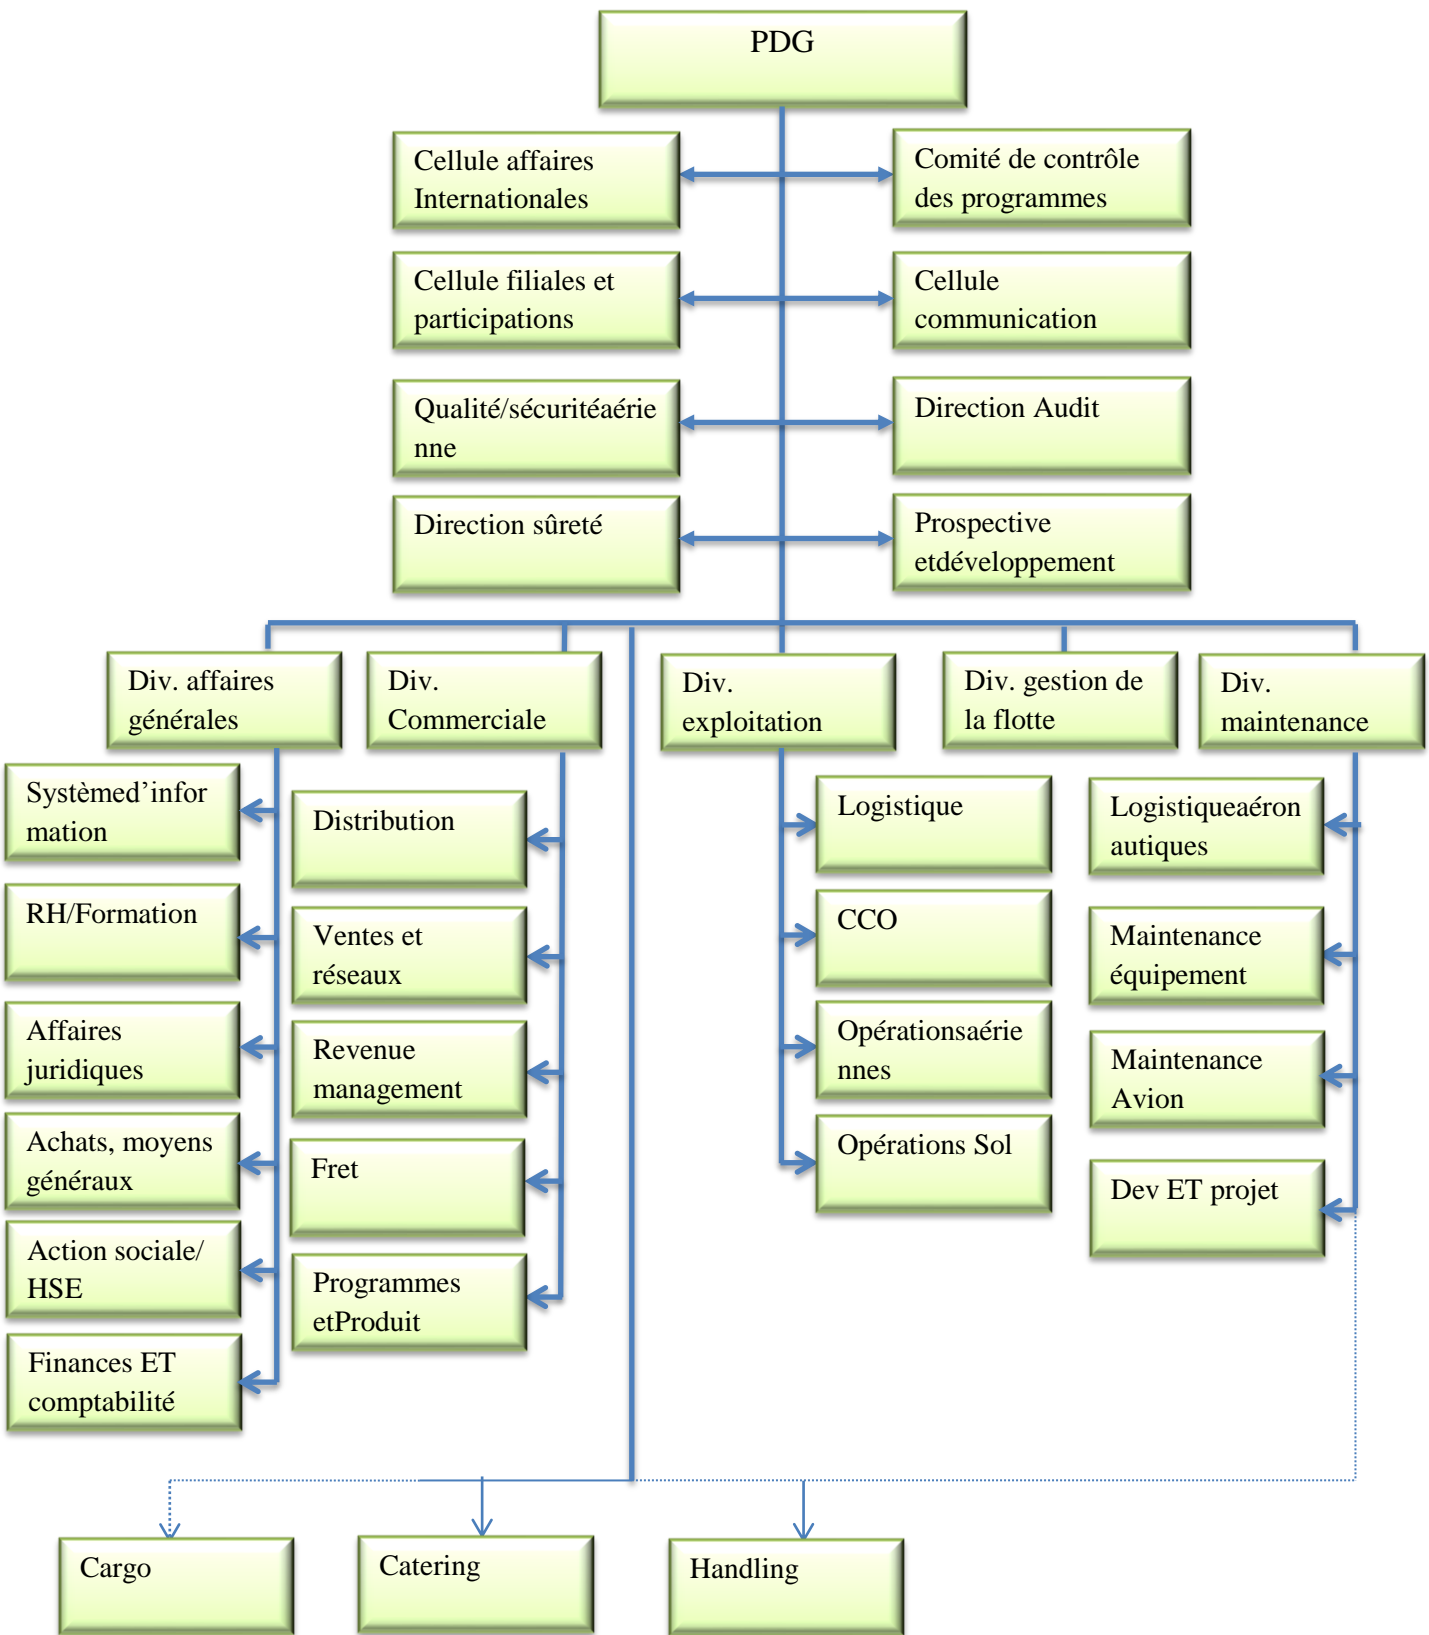 PDG
Cellule affaires
Internationales
Comité de contrôle
des programmes
Cellule filiales et
participations
Cellule
communication
Qualité/sécuritéaérie
nne
Direction Audit
Direction sûreté
Prospective
etdéveloppement
Div. affaires
générales
Div.
Commerciale
Div.
exploitation
Div. gestion de
la flotte
Div.
maintenance
Systèmed’infor
mation
RH/Formation
Affaires
juridiques
Achats, moyens
généraux
Action sociale/
HSE
Finances ET
comptabilité
Distribution
Ventes et
réseaux
Revenue
management
Fret
Programmes
etProduit
Logistique
CCO
Opérationsaérie
nnes
Opérations Sol
Logistiqueaéron
autiques
Maintenance
équipement
Maintenance
Avion
Dev ET projet
Cargo
Catering
Handling